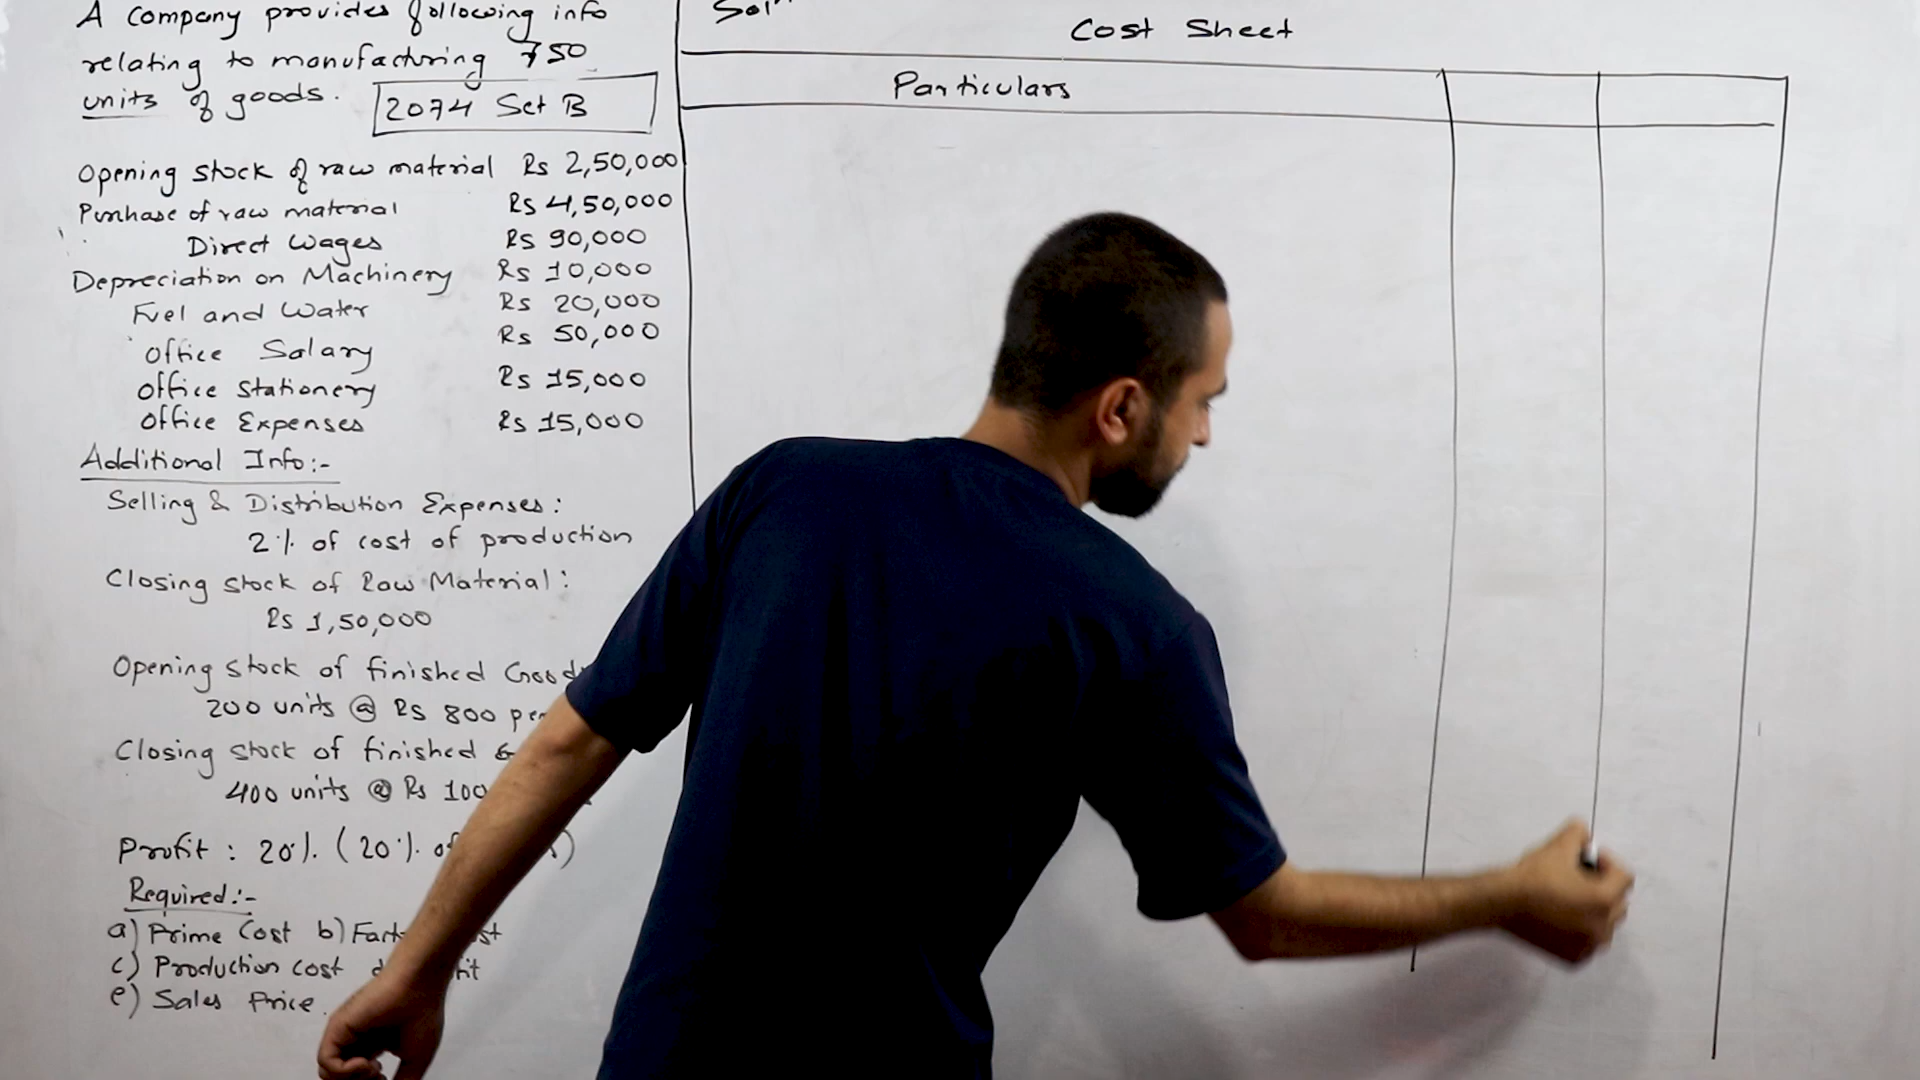 A company provides following info
relating to manufacturing 750
units of goods.
2074 Set B
Opening stock of raw material Rs 2,50,000
Purchase of raw material Rs 4,50,000
Direct Wages Rs 90,000
Depreciation on Machinery Rs 10,000
Fuel and Water Rs 20,000
Office Salary Rs 50,000
Office Stationery Rs 15,000
Office Expenses Rs 15,000
Additional Info:-
Selling & Distribution Expenses:
2% of cost of production
Closing stock of Raw Material:
Rs 1,50,000
Opening stock of finished
200 units @ Rs 800
Closing stock of finished
400 units @ Rs
Profit : 20% (20%
Required:-
a) Prime Cost b)
c) Production cost
e) Sales Price.
Soln
Cost Sheet
Particulars